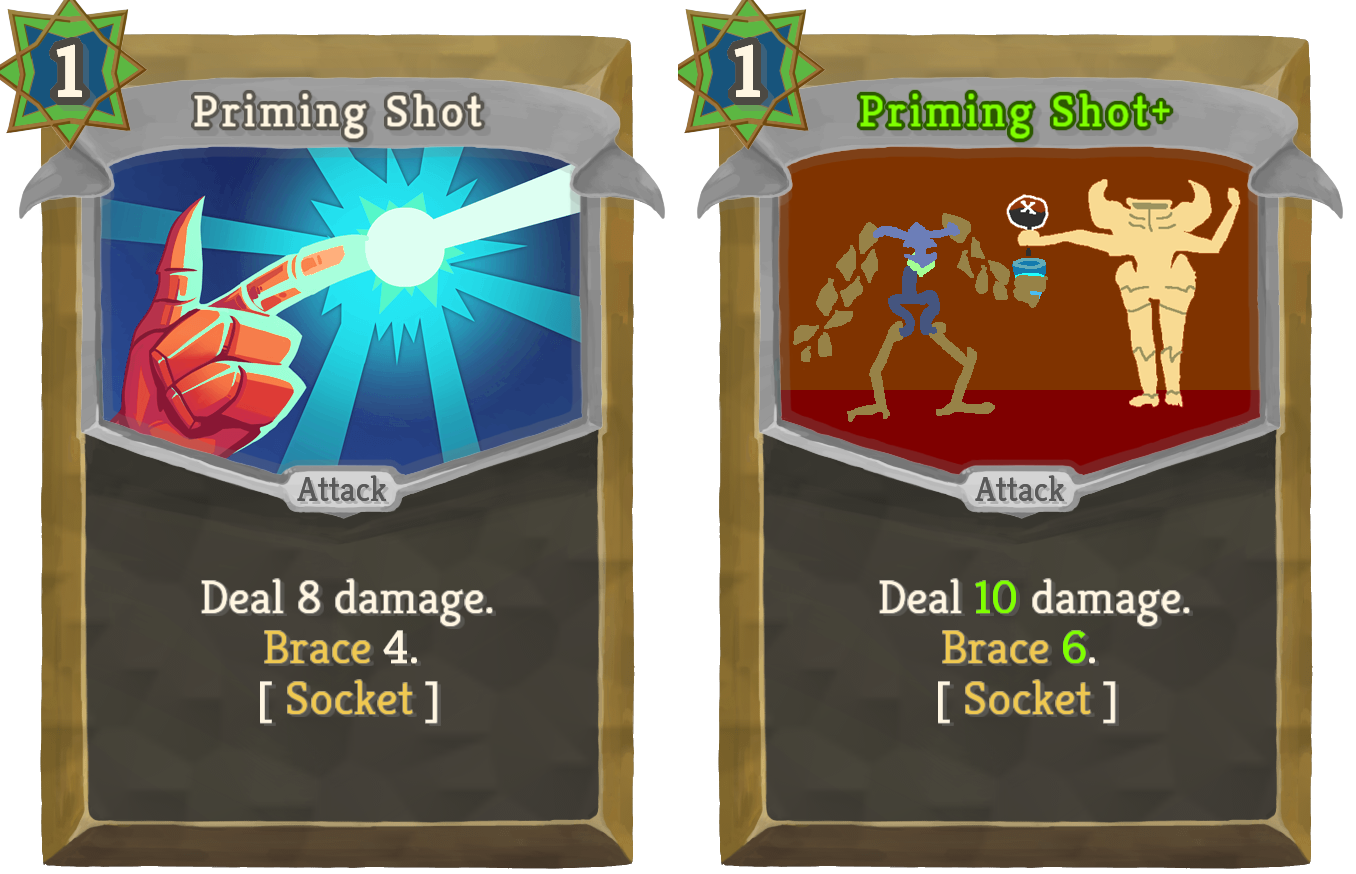 1
Priming Shot
Attack
Deal 8 damage.
Brace 4.
[ Socket ]
1
Priming Shot+
X
Attack
Deal 10 damage.
Brace 6.
[ Socket ]